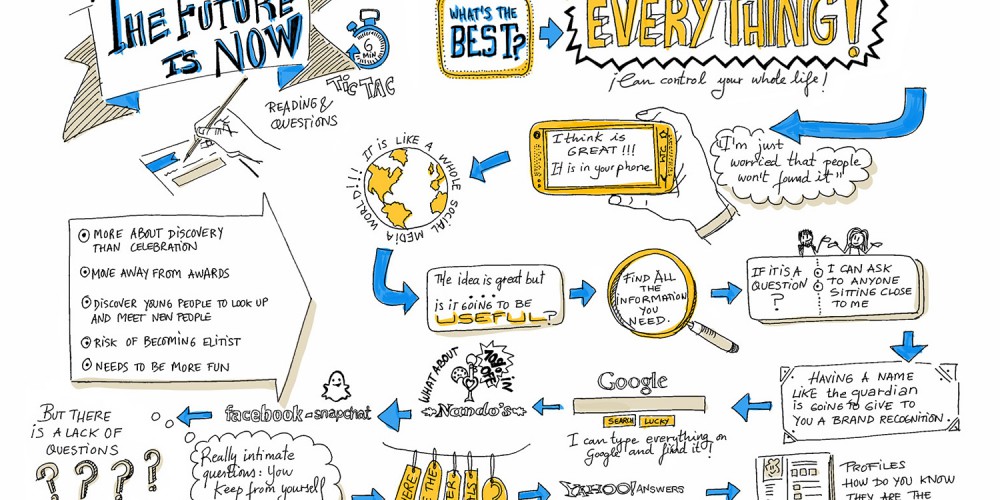 THE FUTURE
IS NOW
6
MIN
TIC TAC
READING &
QUESTIONS
WHAT'S THE
BEST?
EVERYTHING!
¡Can control your whole life!
"I'm just
worried that people
won't found it"
I think is
GREAT!!!
It is in your phone
IT IS LIKE A WHOLE SOCIAL MEDIA WORLD!!!
MORE ABOUT DISCOVERY
THAN CELEBRATION
MOVE AWAY FROM AWARDS
DISCOVER YOUNG PEOPLE TO LOOK UP
AND MEET NEW PEOPLE
RISK OF BECOMING ELITIST
NEEDS TO BE MORE FUN
The idea is great but
...
is it GOING TO BE
USEFUL?
FIND ALL
THE
INFORMATION
YOU
NEED.
IF IT IS A
QUESTION
?
I CAN ASK
TO ANYONE
SITTING CLOSE
TO ME
HAVING A NAME
LIKE the guardian
is GOING to GIVE TO
YOU A BRAND RECOGNITION.
Google
SEARCH
LUCKY
I can type everything on
Google and find it!
WHAT ABOUT
Nando's
facebook - snapchat
BUT THERE
IS A LACK OF
QUESTIONS
? ? ? ?
Really intimate
questions: You
Keep from yourself
YAHOO! ANSWERS
PROFILES
HOW DO YOU KNOW
THEY ARE THE